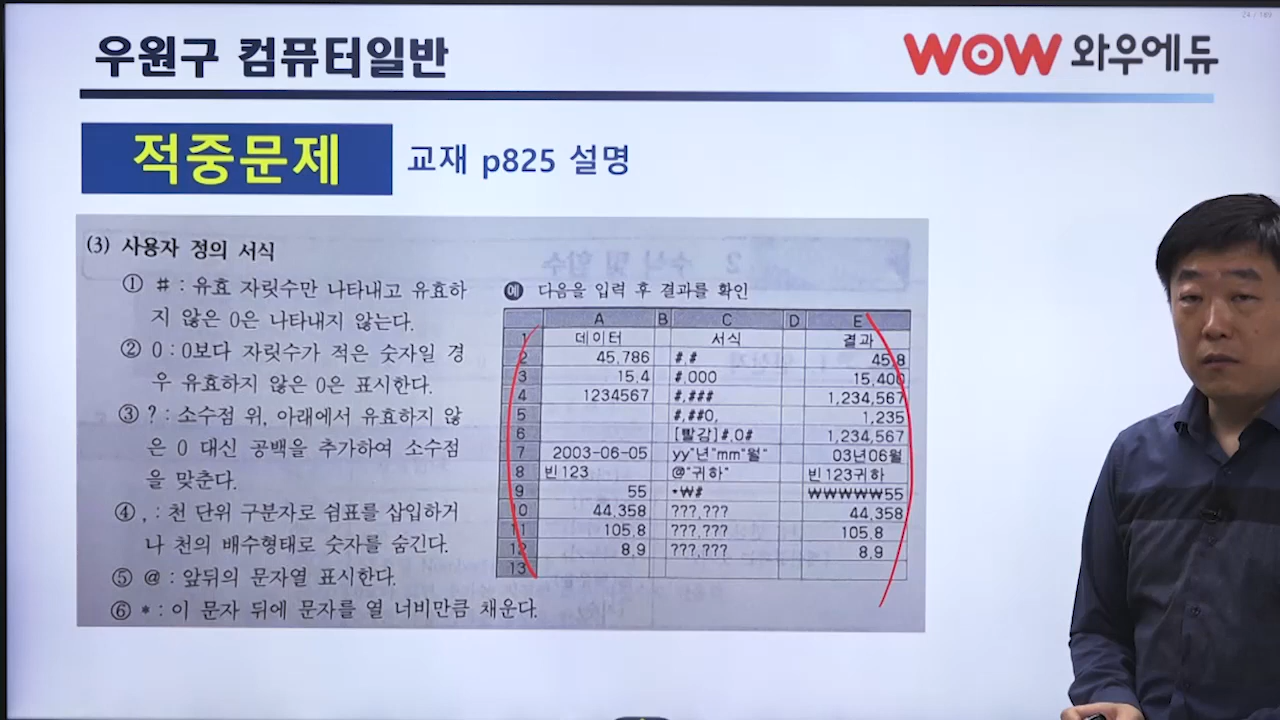 우원구 컴퓨터일반
WOW 와우에듀
적중문제 교재 p825 설명
(3) 사용자 정의 서식
① # : 유효 자릿수만 나타내고 유효하
지 않은 0은 나타내지 않는다.
② 0 : 0보다 자릿수가 적은 숫자일 경
우 유효하지 않은 0은 표시한다.
③ ? : 소수점 위, 아래에서 유효하지 않
은 0 대신 공백을 추가하여 소수점
을 맞춘다.
④ , : 천 단위 구분자로 쉼표를 삽입하거
나 천의 배수형태로 숫자를 숨긴다.
⑤ @ : 앞뒤의 문자열 표시한다.
⑥ * : 이 문자 뒤에 문자를 열 너비만큼 채운다.
예 다음을 입력 후 결과를 확인
A B C D E
1 데이터 서식 결과
2 45.786 #.# 45.8
3 15.4 #.000 15.400
4 1234567 #,### 1,234,567
5 #,##0, 1,235
6 [빨강]#,0# 1,234,567
7 2003-06-05 yy"년"mm"월" 03년06월
8 빈123 @"귀하" 빈123귀하
9 55 *₩# ₩₩₩₩₩55
10 44.358 ???.??? 44.358
11 105.8 ???.??? 105.8
12 8.9 ???.??? 8.9
13